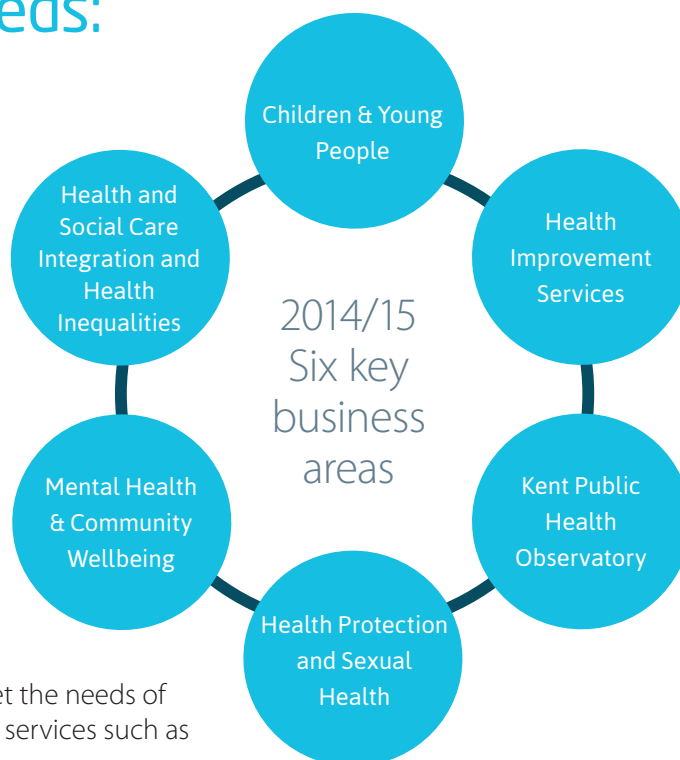 eds:
Children & Young
People
Health
Improvement
Services
Kent Public
Health
Observatory
Health Protection
and Sexual
Health
Mental Health
& Community
Wellbeing
Health and
Social Care
Integration and
Health
Inequalities
2014/15
Six key
business
areas
et the needs of
services such as